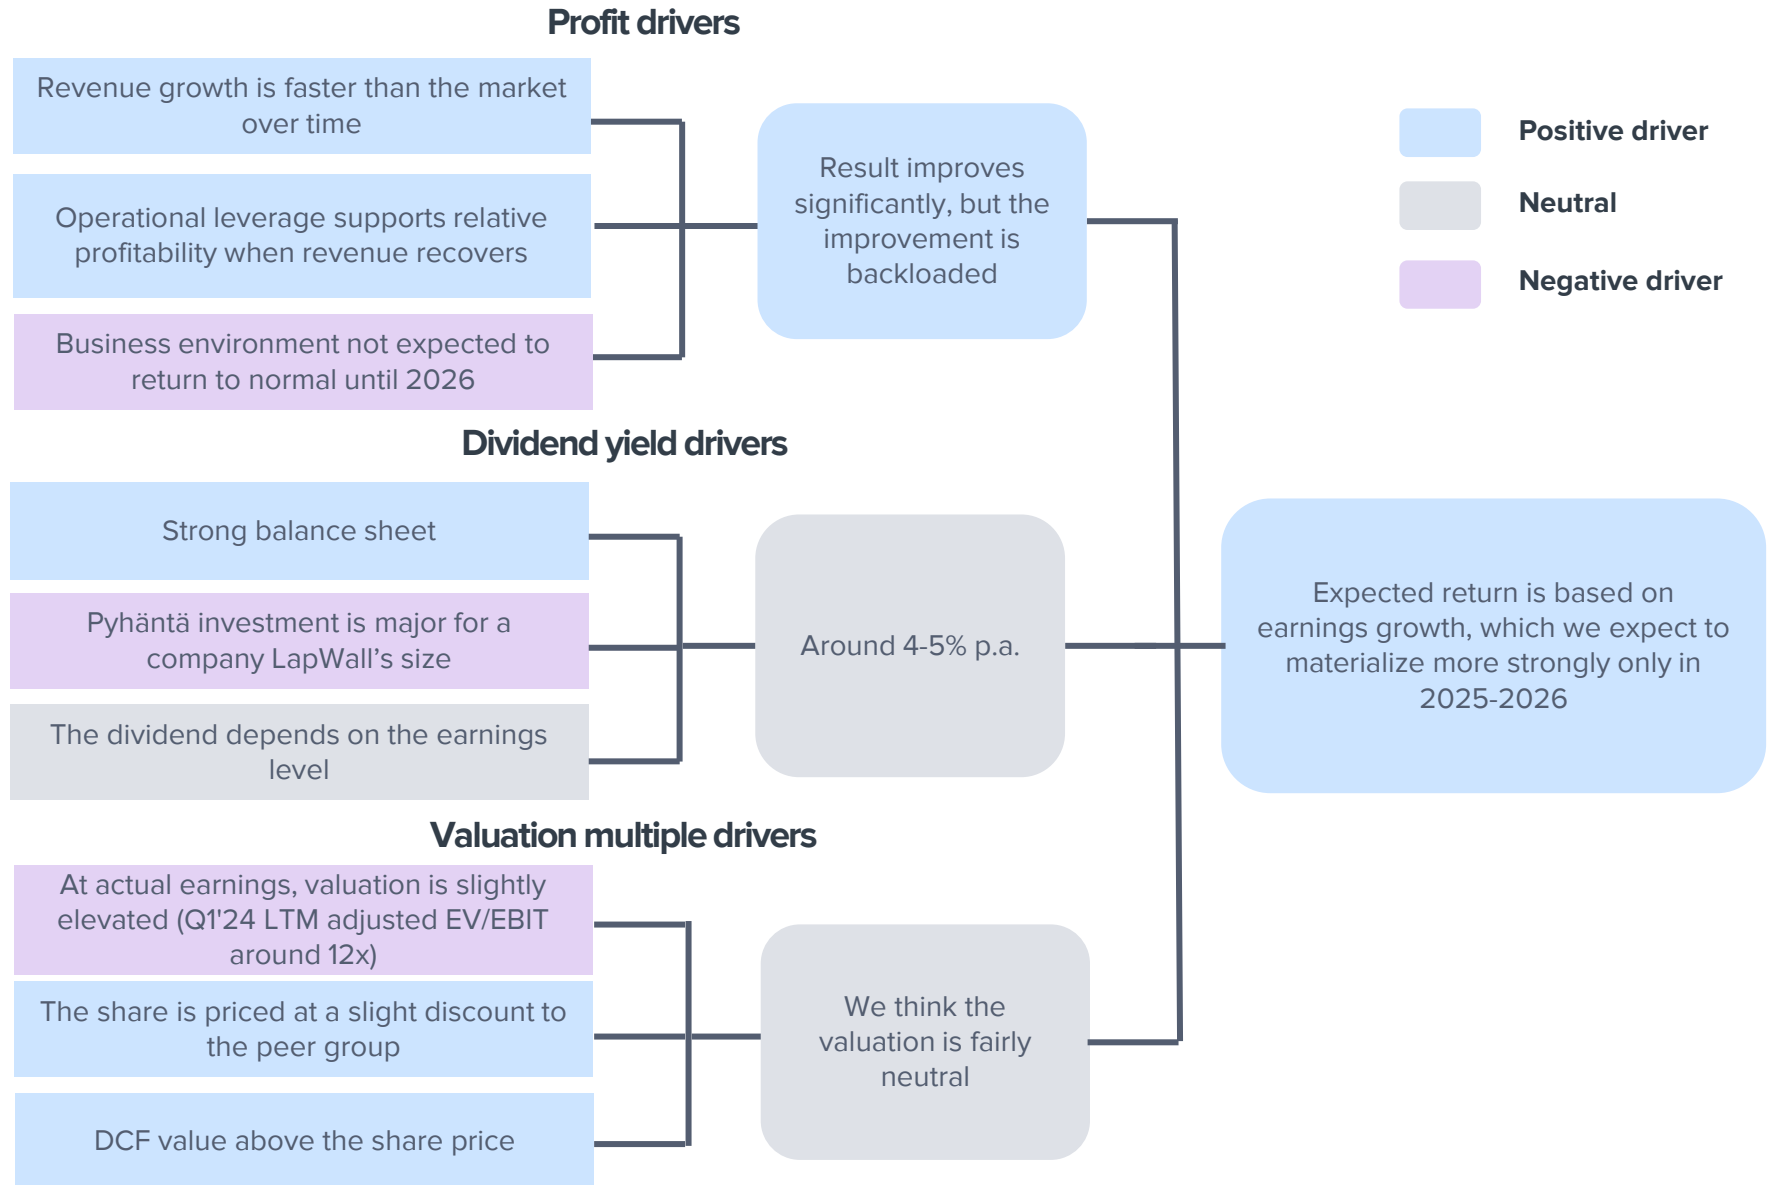 Profit drivers
Revenue growth is faster than the market
over time
Operational leverage supports relative
profitability when revenue recovers
Business environment not expected to
return to normal until 2026
Result improves
significantly, but the
improvement is
backloaded
Positive driver
Neutral
Negative driver
Dividend yield drivers
Strong balance sheet
Pyhäntä investment is major for a
company LapWall’s size
The dividend depends on the earnings
level
Around 4-5% p.a.
Expected return is based on
earnings growth, which we expect to
materialize more strongly only in
2025-2026
Valuation multiple drivers
At actual earnings, valuation is slightly
elevated (Q1'24 LTM adjusted EV/EBIT
around 12x)
The share is priced at a slight discount to
the peer group
DCF value above the share price
We think the
valuation is fairly
neutral